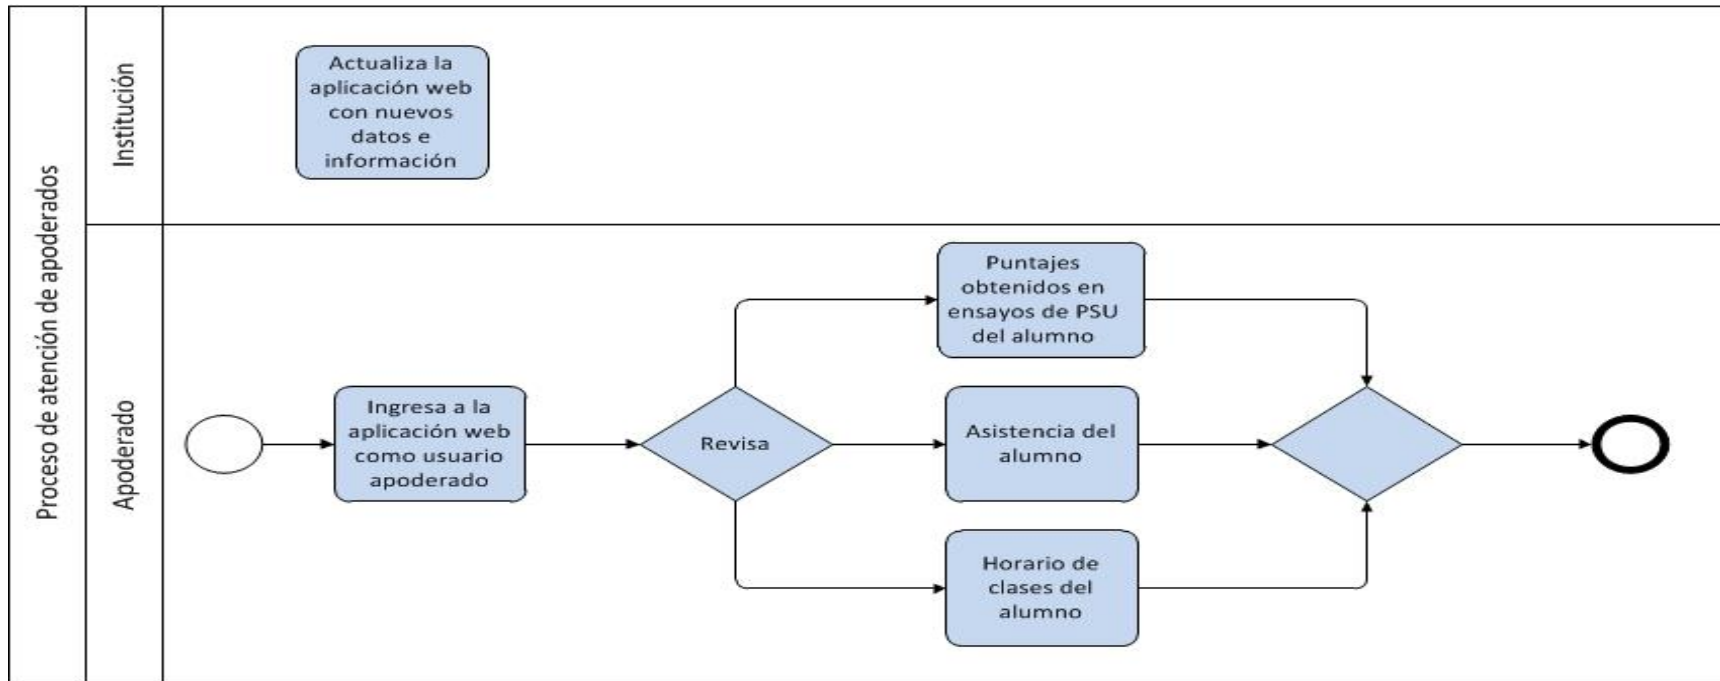 Proceso de atención de apoderados
Institución
Actualiza la
aplicación web
con nuevos
datos e
información
Apoderado
Ingresa a la
aplicación web
como usuario
apoderado
Revisa
Puntajes
obtenidos en
ensayos de PSU
del alumno
Asistencia del
alumno
Horario de
clases del
alumno